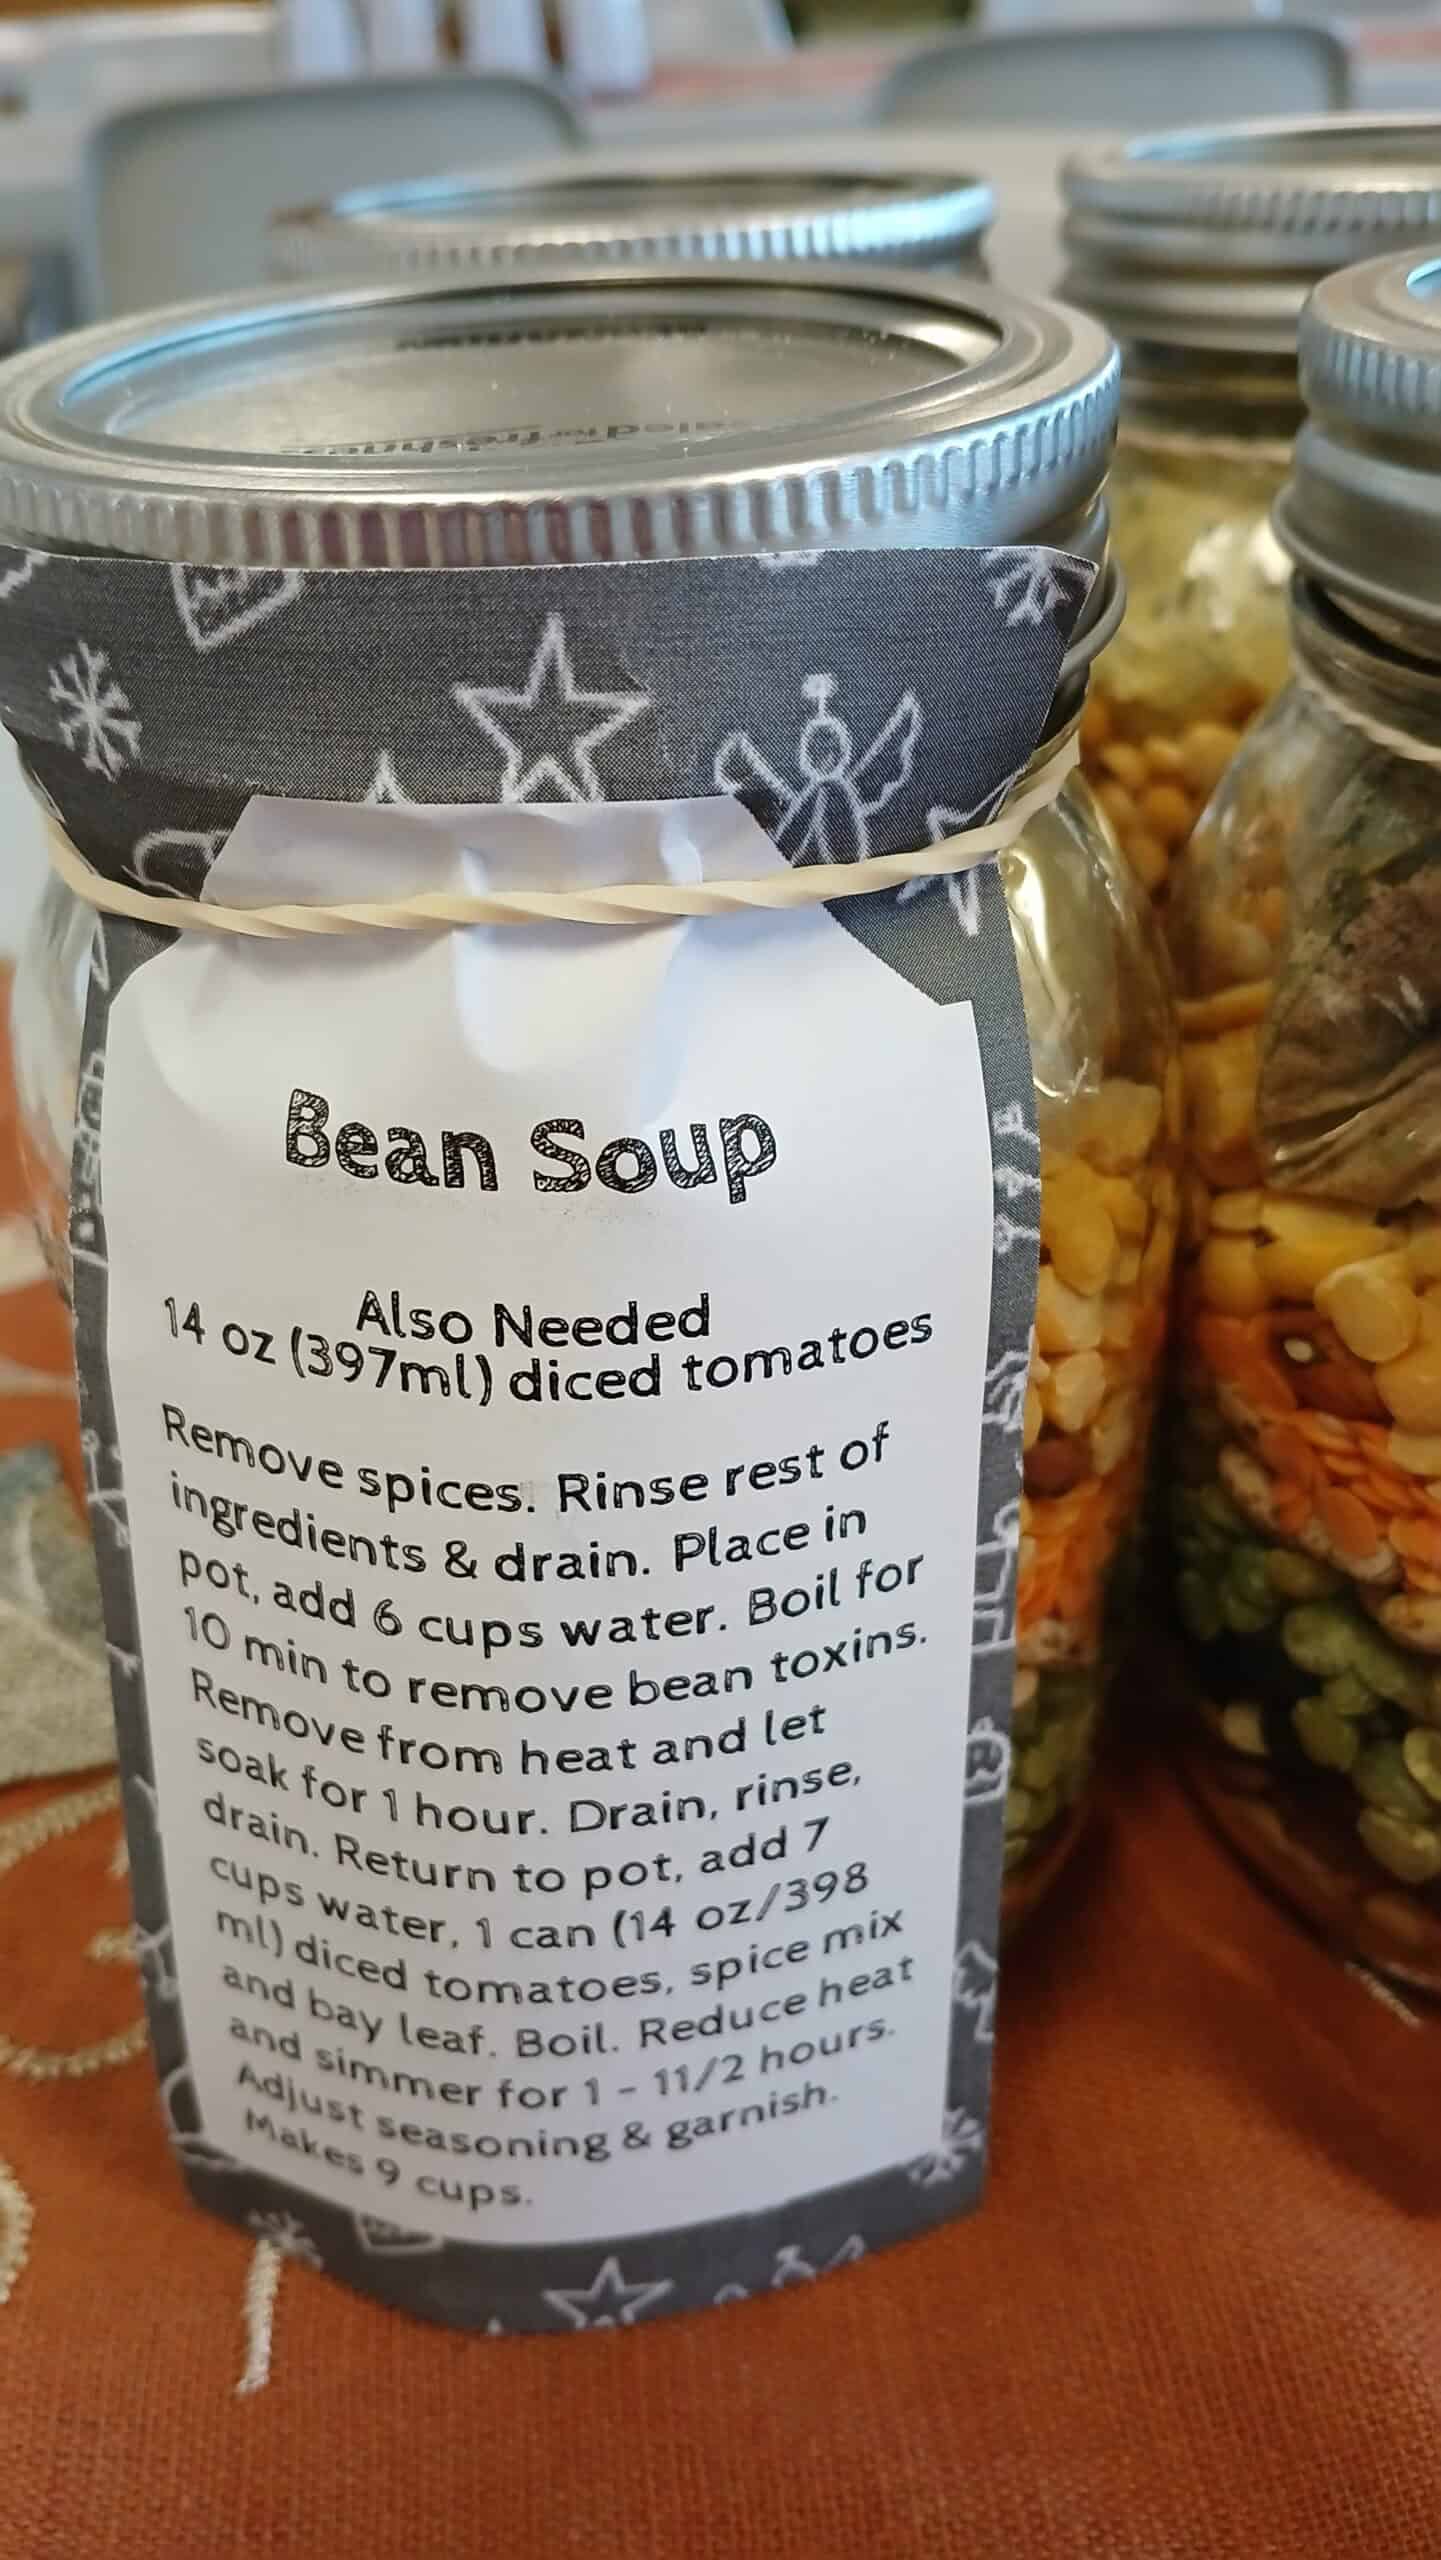 Sealed for freshness
Bean Soup
Also Needed
14 oz (397ml) diced tomatoes
Remove spices. Rinse rest of
ingredients & drain. Place in
pot, add 6 cups water. Boil for
10 min to remove bean toxins.
Remove from heat and let
soak for 1 hour. Drain, rinse,
drain. Return to pot, add 7
cups water, 1 can (14 oz/398
ml) diced tomatoes, spice mix
and bay leaf. Boil. Reduce heat
and simmer for 1 - 11/2 hours.
Adjust seasoning & garnish.
Makes 9 cups.